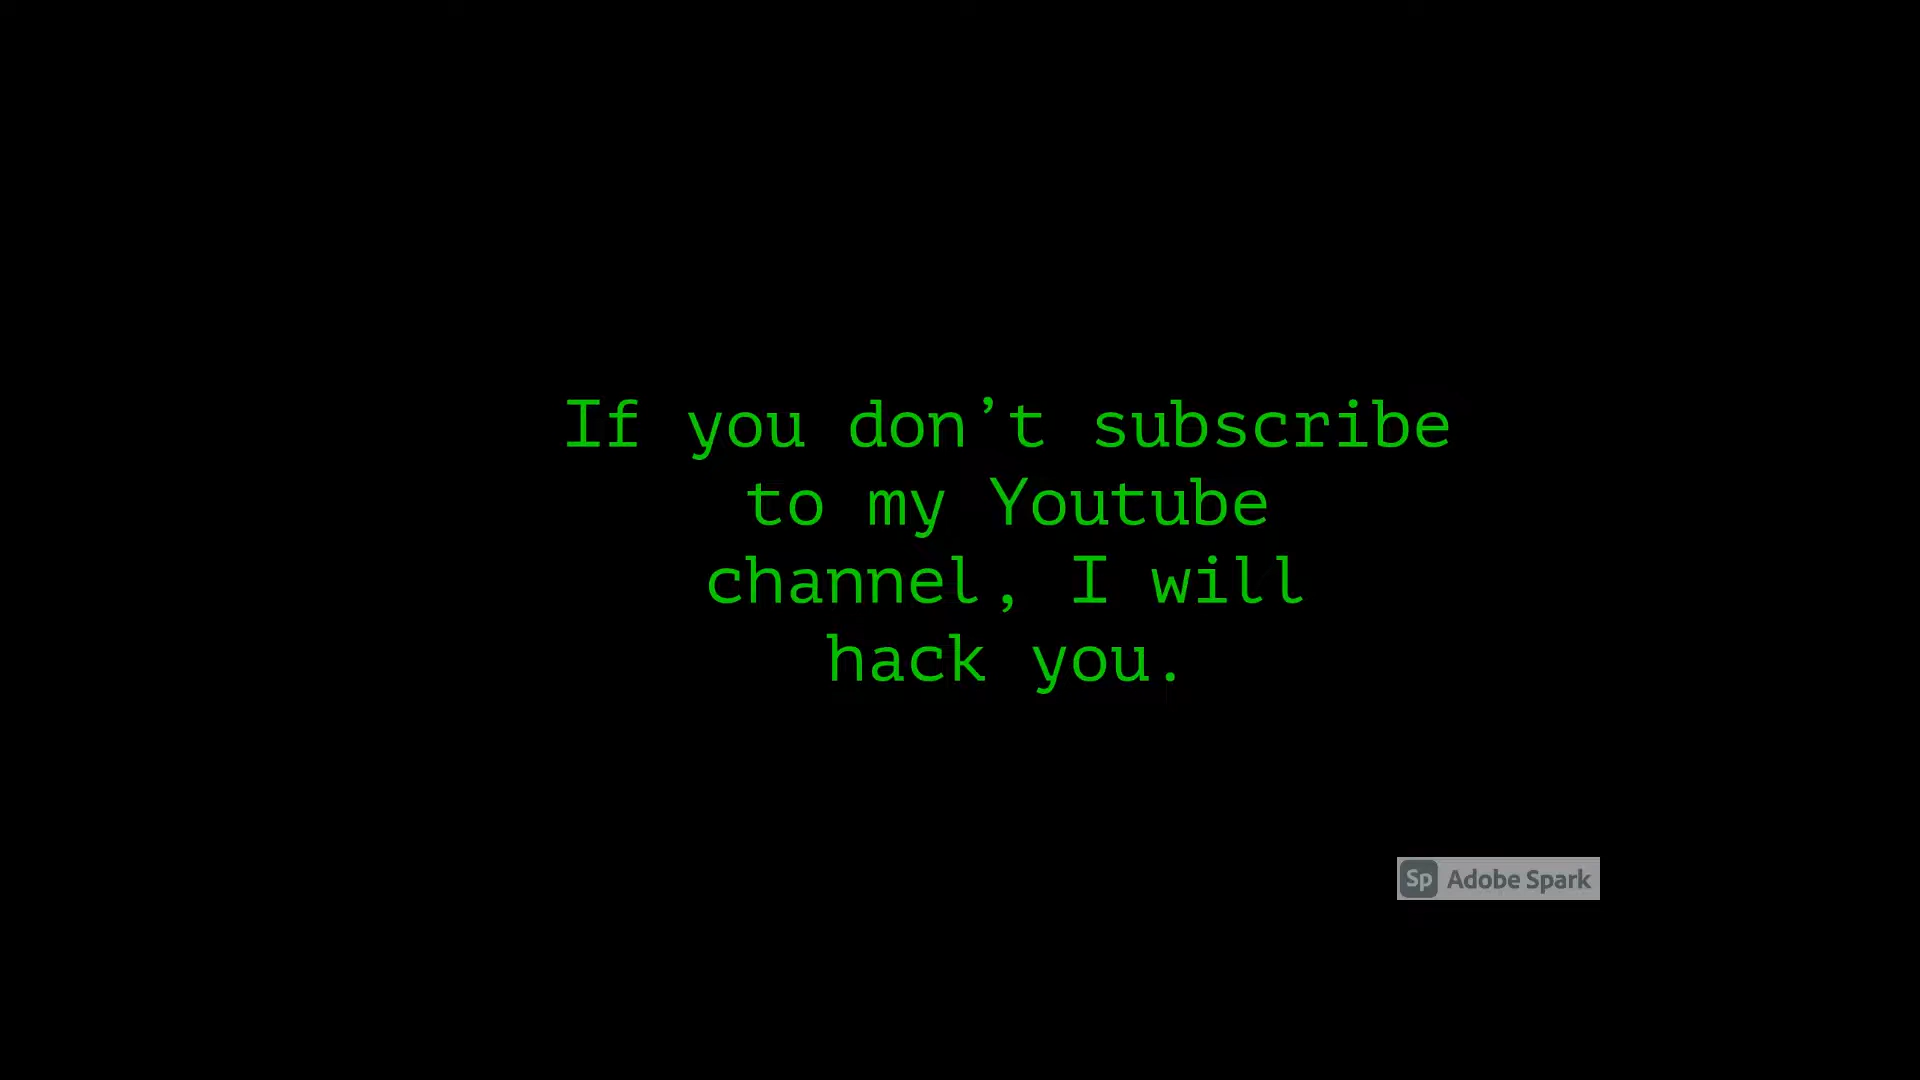 If you don’t subscribe
to my Youtube
channel, I will
hack you.
Sp Adobe Spark